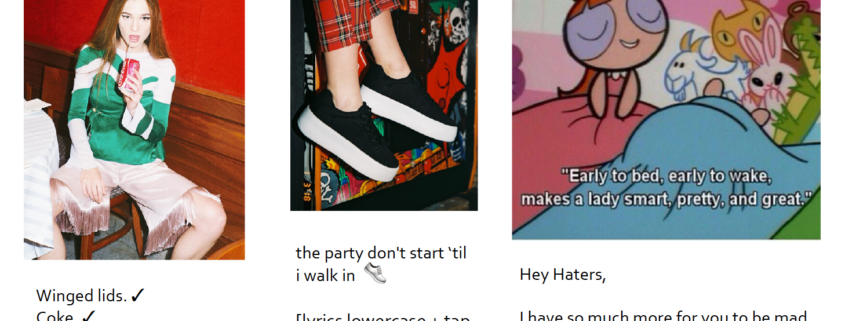 "Early to bed, early to wake,
makes a lady smart, pretty, and great."
Winged lids. ✓
Coke. ✓
the party don't start 'til
i walk in
[lyrics lowercase + tap
Hey Haters,
I have so much more for you to be mad